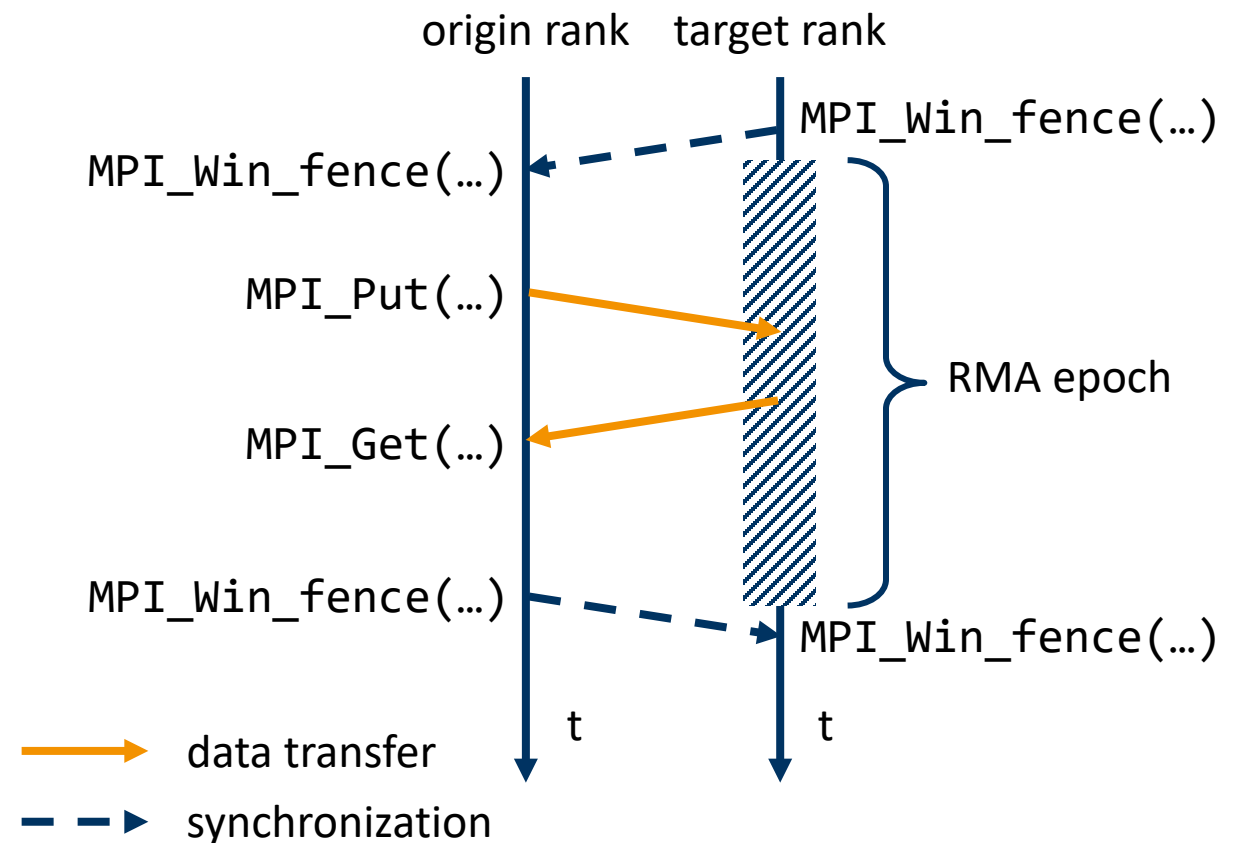 origin rank target rank
MPI_Win_fence(…)
MPI_Win_fence(…)
MPI_Put(…)
RMA epoch
MPI_Get(…)
MPI_Win_fence(…)
MPI_Win_fence(…)
t t
data transfer
synchronization